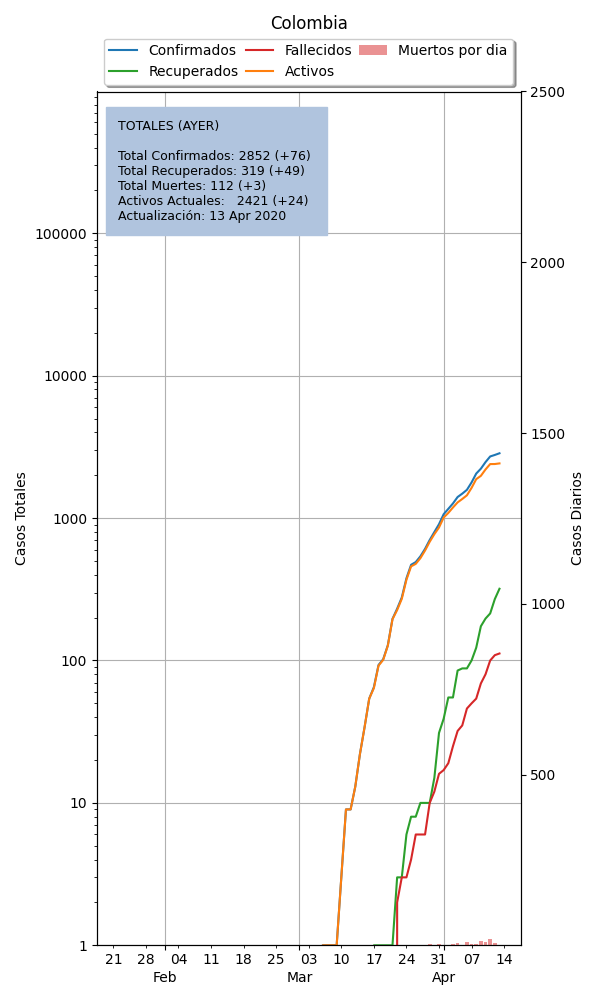 Colombia
Confirmados
Recuperados
Fallecidos
Activos
Muertos por dia
TOTALES (AYER)
Total Confirmados: 2852 (+76)
Total Recuperados: 319 (+49)
Total Muertes: 112 (+3)
Activos Actuales: 2421 (+24)
Actualización: 13 Apr 2020
100000
10000
1000
100
10
1
Casos Totales
2500
2000
1500
1000
500
Casos Diarios
21 28 04 11 18 25 03 10 17 24 31 07 14
Feb Mar Apr